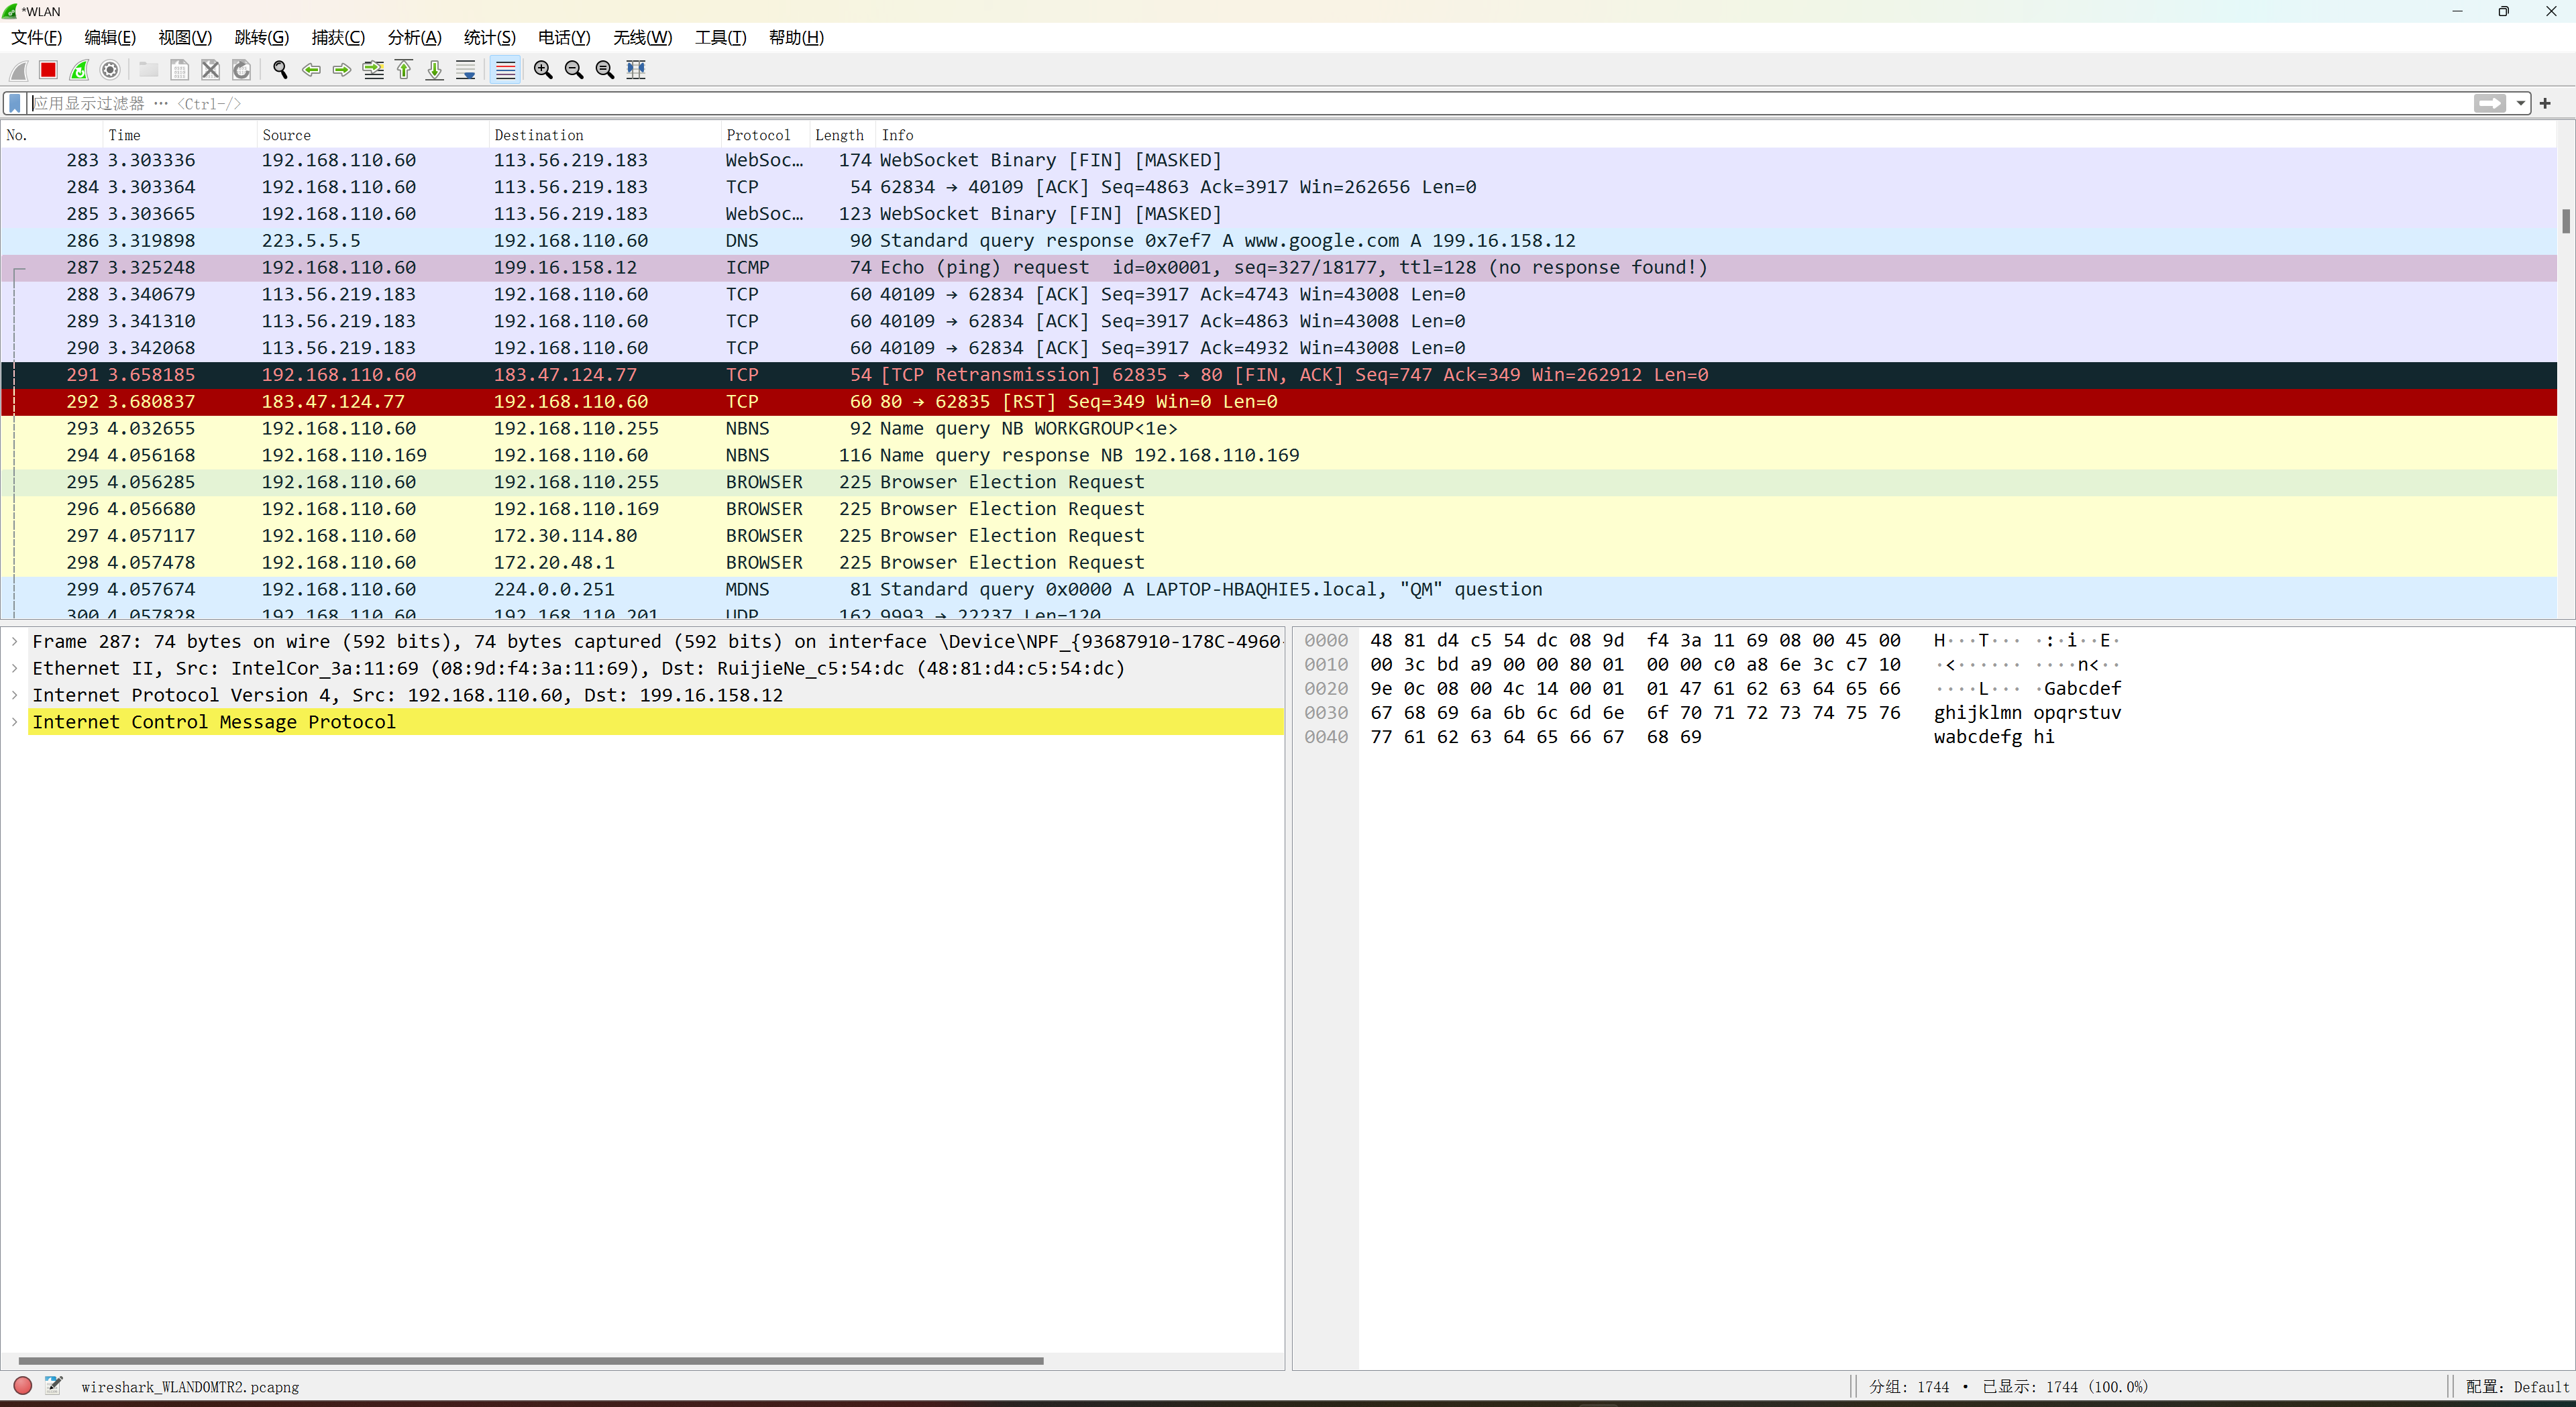 *WLAN
文件(F) 编辑(E) 视图(V) 跳转(G) 捕获(C) 分析(A) 统计(S) 电话(Y) 无线(W) 工具(T) 帮助(H)
应用显示过滤器 … <Ctrl-/>
No. Time Source Destination Protocol Length Info
283 3.303336 192.168.110.60 113.56.219.183 WebSoc… 174 WebSocket Binary [FIN] [MASKED]
284 3.303364 192.168.110.60 113.56.219.183 TCP 54 62834 → 40109 [ACK] Seq=4863 Ack=3917 Win=262656 Len=0
285 3.303665 192.168.110.60 113.56.219.183 WebSoc… 123 WebSocket Binary [FIN] [MASKED]
286 3.319898 223.5.5.5 192.168.110.60 DNS 90 Standard query response 0x7ef7 A www.google.com A 199.16.158.12
287 3.325248 192.168.110.60 199.16.158.12 ICMP 74 Echo (ping) request id=0x0001, seq=327/18177, ttl=128 (no response found!)
288 3.340679 113.56.219.183 192.168.110.60 TCP 60 40109 → 62834 [ACK] Seq=3917 Ack=4743 Win=43008 Len=0
289 3.341310 113.56.219.183 192.168.110.60 TCP 60 40109 → 62834 [ACK] Seq=3917 Ack=4863 Win=43008 Len=0
290 3.342068 113.56.219.183 192.168.110.60 TCP 60 40109 → 62834 [ACK] Seq=3917 Ack=4932 Win=43008 Len=0
291 3.658185 192.168.110.60 183.47.124.77 TCP 54 [TCP Retransmission] 62835 → 80 [FIN, ACK] Seq=747 Ack=349 Win=262912 Len=0
292 3.680837 183.47.124.77 192.168.110.60 TCP 60 80 → 62835 [RST] Seq=349 Win=0 Len=0
293 4.032655 192.168.110.60 192.168.110.255 NBNS 92 Name query NB WORKGROUP<1e>
294 4.056168 192.168.110.169 192.168.110.60 NBNS 116 Name query response NB 192.168.110.169
295 4.056285 192.168.110.60 192.168.110.255 BROWSER 225 Browser Election Request
296 4.056680 192.168.110.60 192.168.110.169 BROWSER 225 Browser Election Request
297 4.057117 192.168.110.60 172.30.114.80 BROWSER 225 Browser Election Request
298 4.057478 192.168.110.60 172.20.48.1 BROWSER 225 Browser Election Request
299 4.057674 192.168.110.60 224.0.0.251 MDNS 81 Standard query 0x0000 A LAPTOP-HBAQHIE5.local, "QM" question
300 4.057828 192.168.110.60 192.168.110.201 UDP 162 9993 → 22237 Len=120
Frame 287: 74 bytes on wire (592 bits), 74 bytes captured (592 bits) on interface \Device\NPF_{93687910-178C-4960-
Ethernet II, Src: IntelCor_3a:11:69 (08:9d:f4:3a:11:69), Dst: RuijieNe_c5:54:dc (48:81:d4:c5:54:dc)
Internet Protocol Version 4, Src: 192.168.110.60, Dst: 199.16.158.12
Internet Control Message Protocol
0000 48 81 d4 c5 54 dc 08 9d f4 3a 11 69 08 00 45 00 H···T··· ·:·i··E·
0010 00 3c bd a9 00 00 80 01 00 00 c0 a8 6e 3c c7 10 ·<······ ····n<··
0020 9e 0c 08 00 4c 14 00 01 01 47 61 62 63 64 65 66 ····L··· ·Gabcdef
0030 67 68 69 6a 6b 6c 6d 6e 6f 70 71 72 73 74 75 76 ghijklmn opqrstuv
0040 77 61 62 63 64 65 66 67 68 69 wabcdefg hi
wireshark_WLAND0MTR2.pcapng 分组: 1744 · 已显示: 1744 (100.0%) 配置: Default